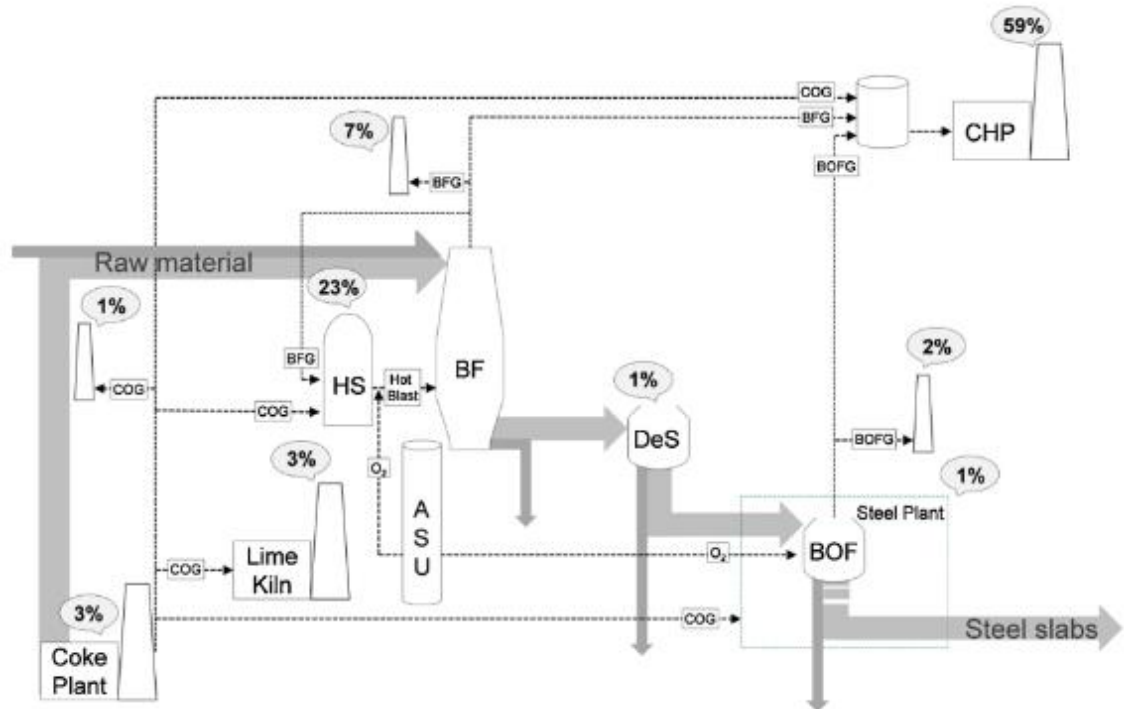 59%
COG
BFG
CHP
7%
BOFG
BFG
Raw material
23%
1%
2%
BFG
HS
Hot
Blast
BF
COG
COG
1%
DeS
BOFG
3%
O₂
1%
A
S
U
Steel Plant
BOF
O₂
Lime
Kiln
COG
3%
COG
Steel slabs
Coke
Plant